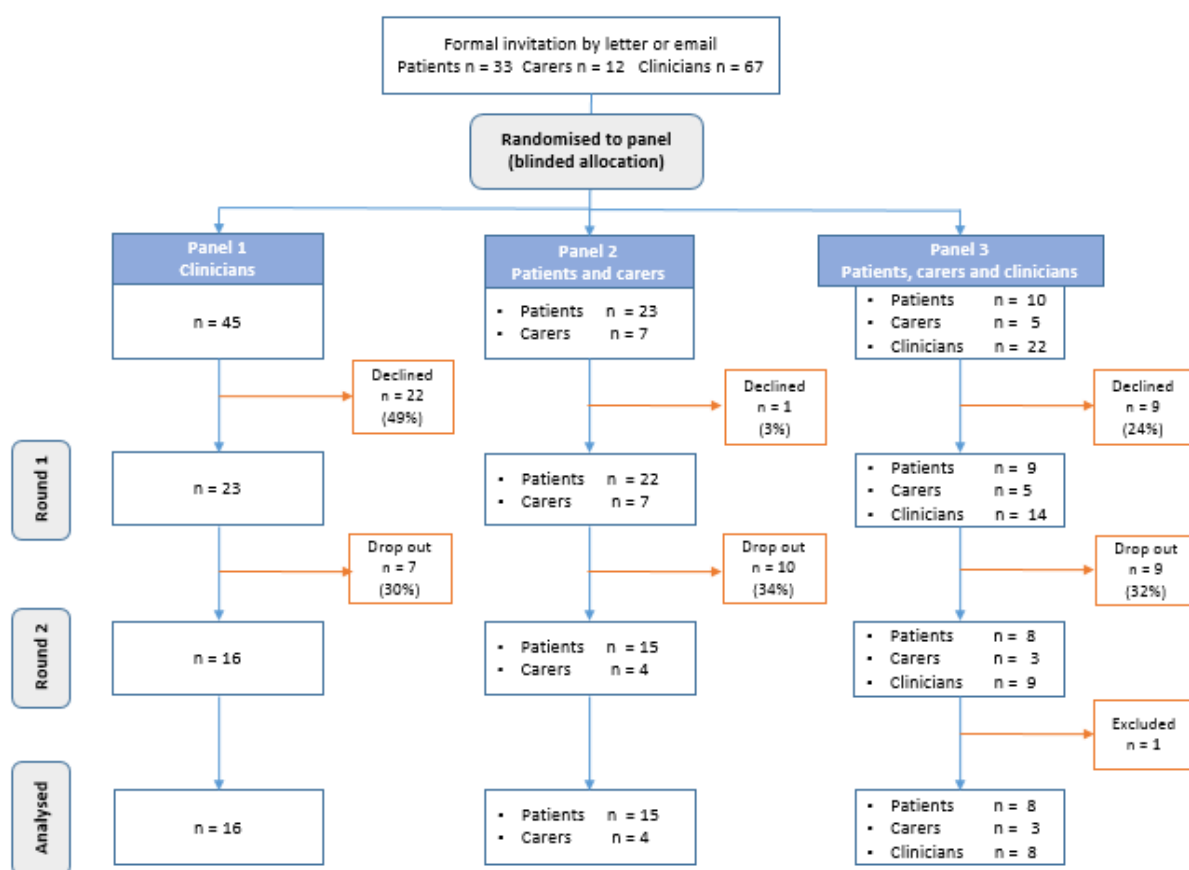 Formal invitation by letter or email
Patients n = 33 Carers n = 12 Clinicians n = 67
Randomised to panel
(blinded allocation)
Panel 1
Clinicians
Panel 2
Patients and carers
Panel 3
Patients, carers and clinicians
n = 45
▪ Patients n = 23
▪ Carers n = 7
▪ Patients n = 10
▪ Carers n = 5
▪ Clinicians n = 22
Declined
n = 22
(49%)
Declined
n = 1
(3%)
Declined
n = 9
(24%)
Round 1
n = 23
▪ Patients n = 22
▪ Carers n = 7
▪ Patients n = 9
▪ Carers n = 5
▪ Clinicians n = 14
Drop out
n = 7
(30%)
Drop out
n = 10
(34%)
Drop out
n = 9
(32%)
Round 2
n = 16
▪ Patients n = 15
▪ Carers n = 4
▪ Patients n = 8
▪ Carers n = 3
▪ Clinicians n = 9
Excluded
n = 1
Analysed
n = 16
▪ Patients n = 15
▪ Carers n = 4
▪ Patients n = 8
▪ Carers n = 3
▪ Clinicians n = 8